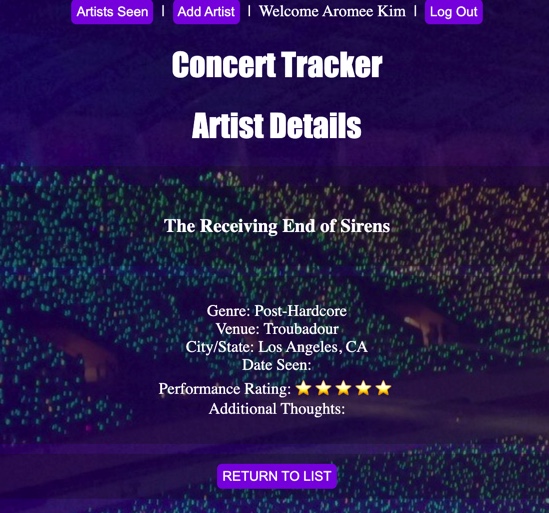 Artists Seen | Add Artist | Welcome Aromee Kim | Log Out
Concert Tracker
Artist Details
The Receiving End of Sirens
Genre: Post-Hardcore
Venue: Troubadour
City/State: Los Angeles, CA
Date Seen:
Performance Rating: ⭐⭐⭐⭐⭐
Additional Thoughts:
RETURN TO LIST